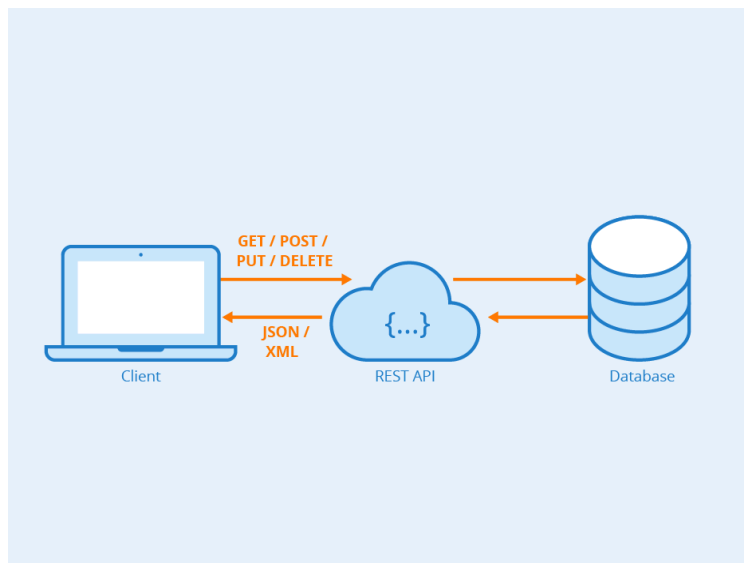 GET / POST /
PUT / DELETE
JSON /
XML
{...}
Client
REST API
Database